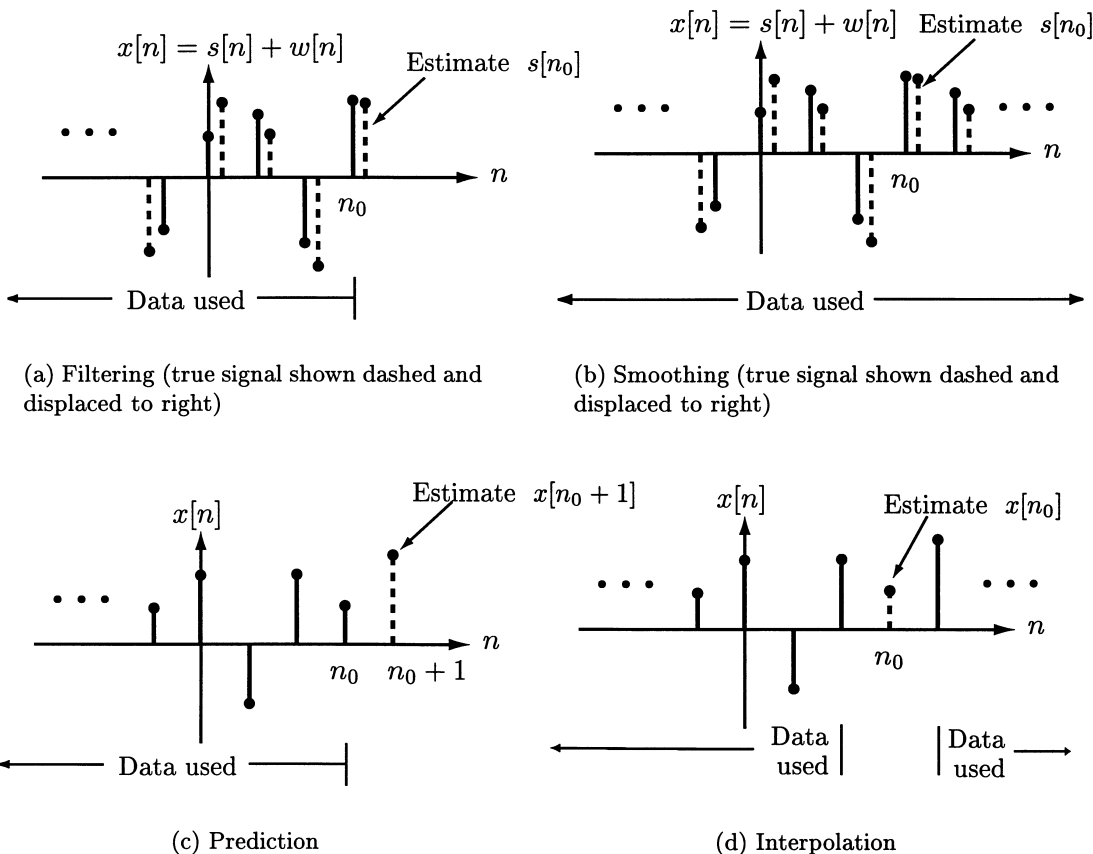 x[n] = s[n] + w[n]
Estimate s[n₀]
n
n₀
Data used
(a) Filtering (true signal shown dashed and
displaced to right)
x[n] = s[n] + w[n]
Estimate s[n₀]
n
n₀
Data used
(b) Smoothing (true signal shown dashed and
displaced to right)
x[n]
Estimate x[n₀ + 1]
n
n₀
n₀ + 1
Data used
(c) Prediction
x[n]
Estimate x[n₀]
n
n₀
Data
used
Data
used
(d) Interpolation